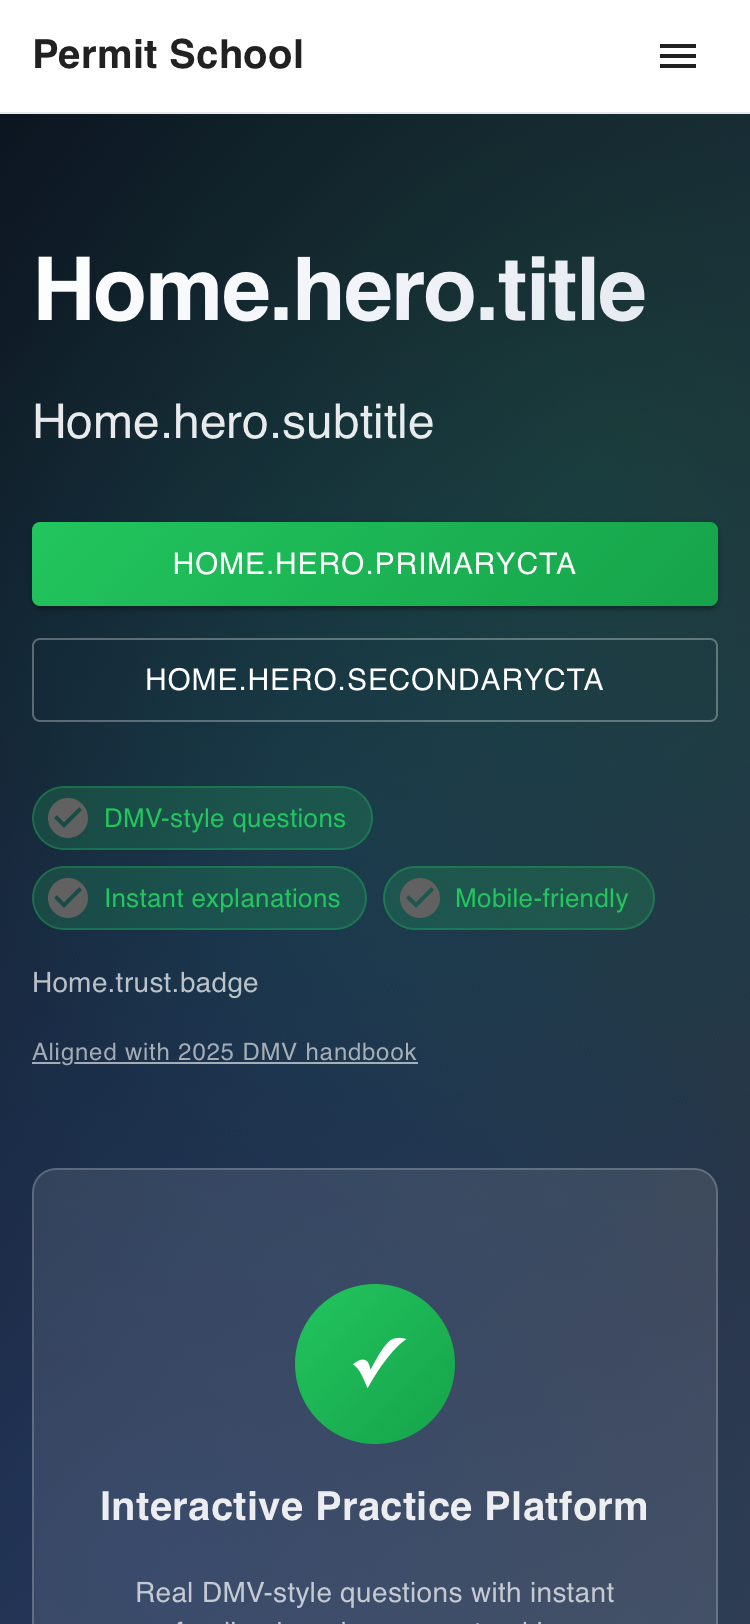 Permit School
Home.hero.title
Home.hero.subtitle
HOME.HERO.PRIMARYCTA
HOME.HERO.SECONDARYCTA
DMV-style questions
Instant explanations
Mobile-friendly
Home.trust.badge
Aligned with 2025 DMV handbook
Interactive Practice Platform
Real DMV-style questions with instant